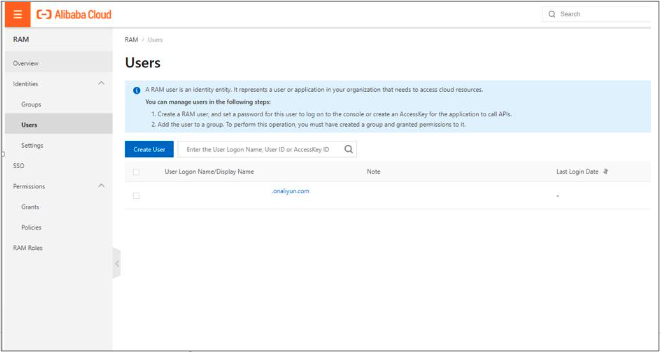 Alibaba Cloud
Search
RAM
RAM / Users
Overview
Users
Identities
A RAM user is an identity entity. It represents a user or application in your organization that needs to access cloud resources.
You can manage users in the following steps:
Groups
1. Create a RAM user, and set a password for this user to log on to the console or create an AccessKey for the application to call APIs.
Users
2. Add the user to a group. To perform this operation, you must have created a group and granted permissions to it.
Settings
Create User
Enter the User Logon Name, User ID or AccessKey ID
SSO
User Logon Name/Display Name
Note
Last Login Date
Permissions
.onaliyun.com
-
Grants
Policies
RAM Roles